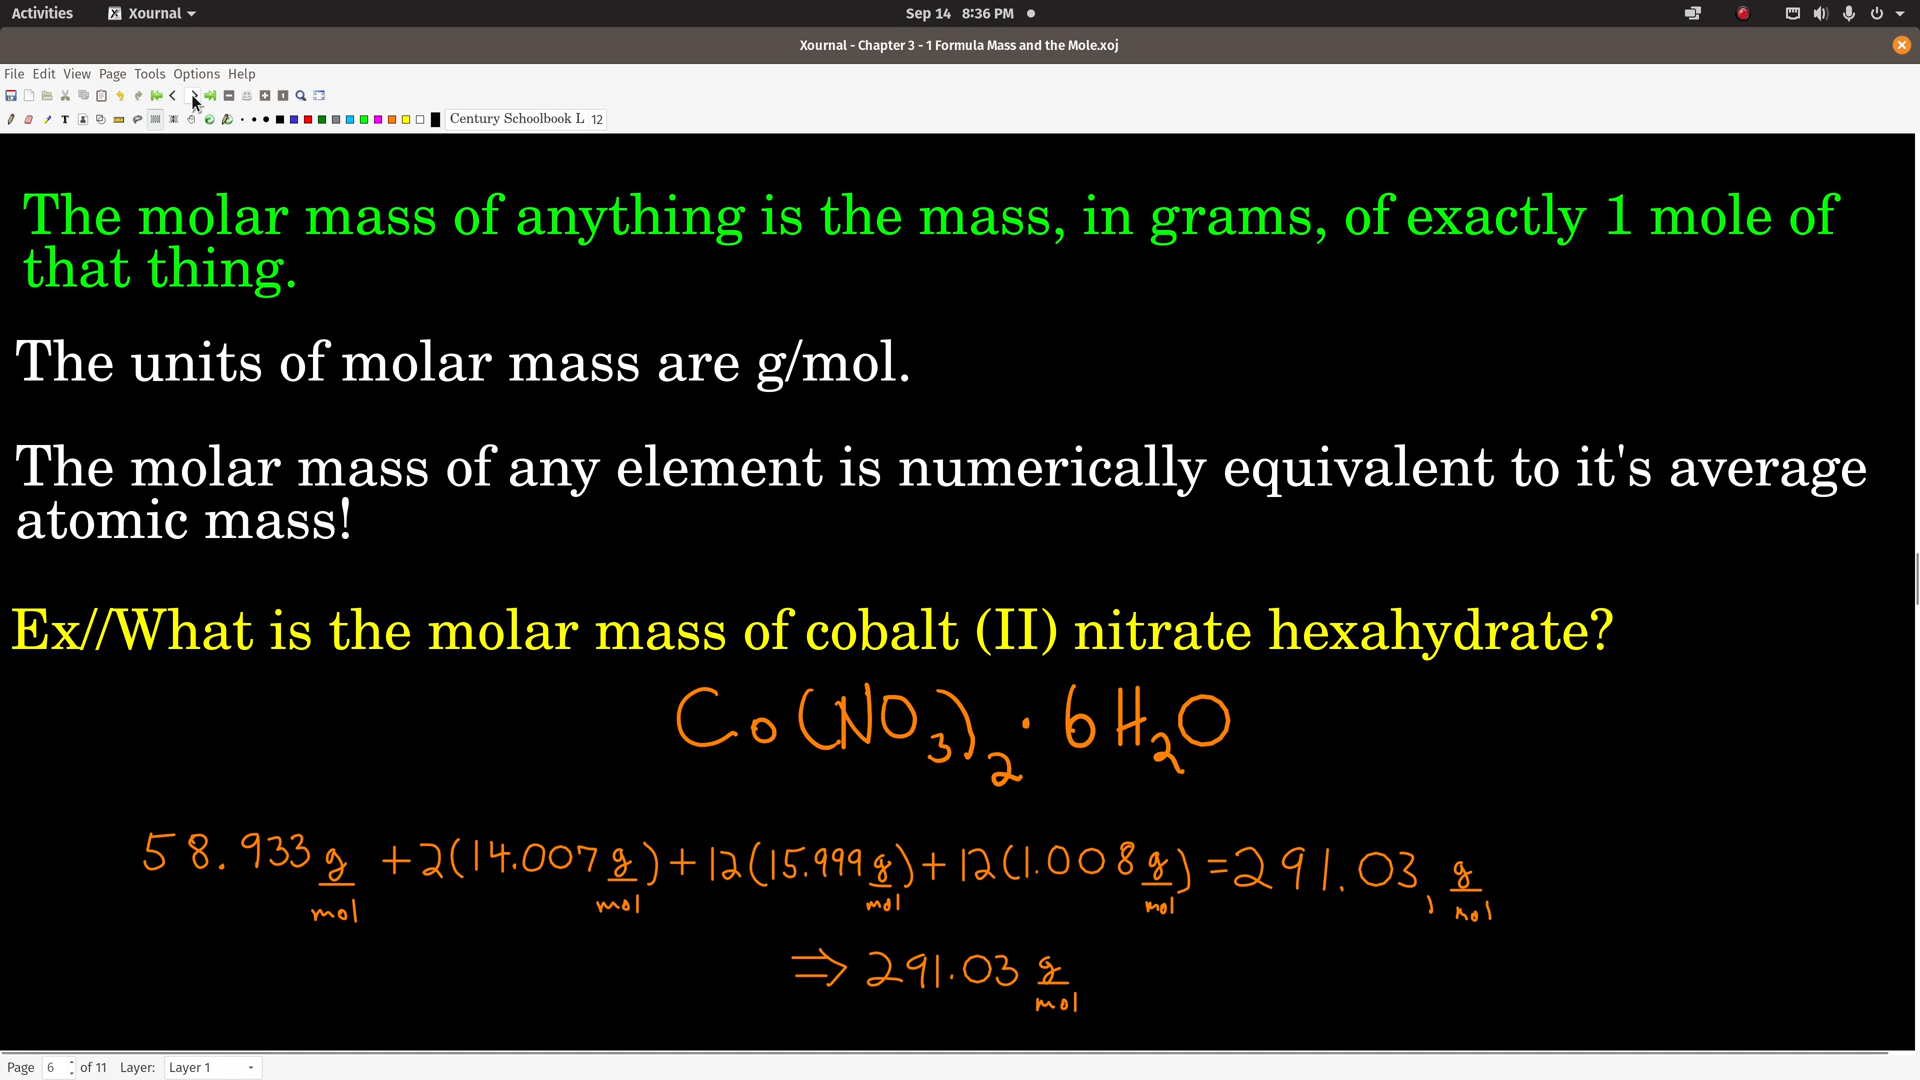 Activities Xournal Sep 14 8:36 PM
Xournal - Chapter 3 - 1 Formula Mass and the Mole.xoj
File Edit View Page Tools Options Help
Century Schoolbook L 12
The molar mass of anything is the mass, in grams, of exactly 1 mole of
that thing.
The units of molar mass are g/mol.
The molar mass of any element is numerically equivalent to it's average
atomic mass!
Ex//What is the molar mass of cobalt (II) nitrate hexahydrate?
Co(NO₃)₂ · 6H₂O
58.933 g/mol + 2(14.007 g/mol) + 12(15.999 g/mol) + 12(1.008 g/mol) = 291.03₁ g/mol
⇒ 291.03 g/mol
Page 6 of 11 Layer: Layer 1